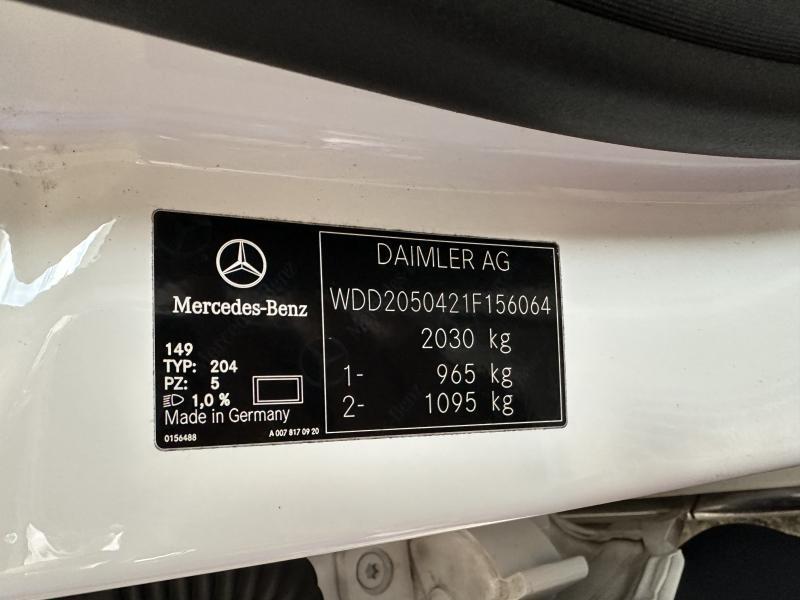 Mercedes-Benz
149
TYP: 204
PZ: 5
1,0 %
Made in Germany
0156488
A 007 817 09 20
DAIMLER AG
WDD2050421F156064
2030 kg
1- 965 kg
2- 1095 kg